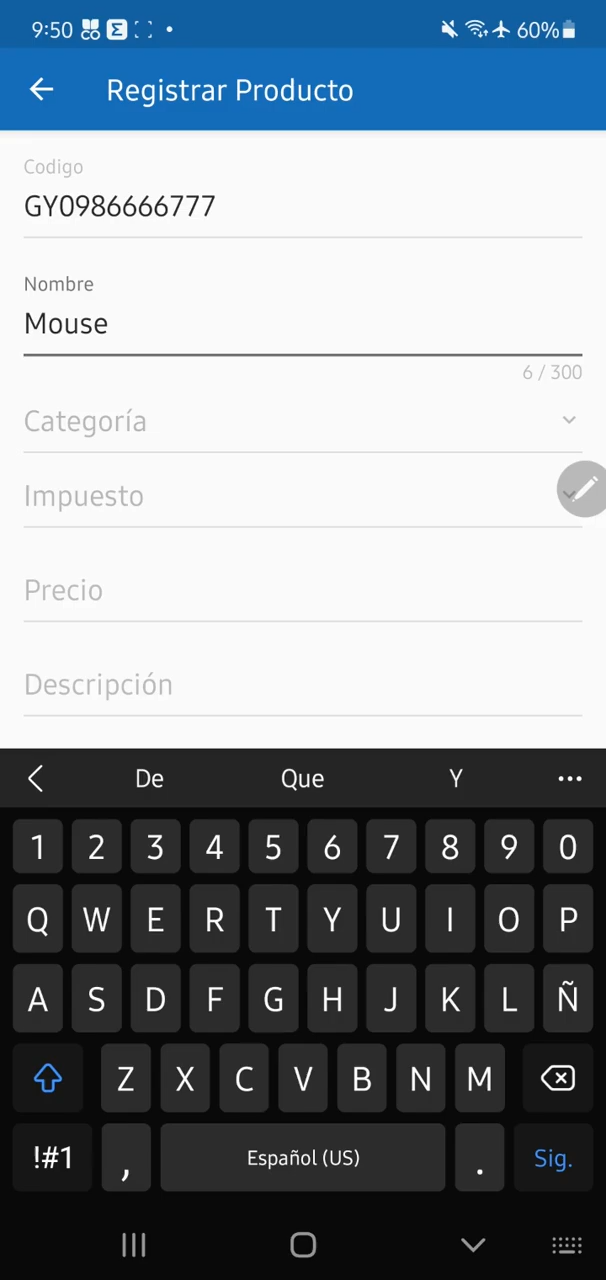 9:50 60%
Registrar Producto
Codigo
GY0986666777
Nombre
Mouse
6 / 300
Categoría
Impuesto
Precio
Descripción
De Que Y ...
1 2 3 4 5 6 7 8 9 0
Q W E R T Y U I O P
A S D F G H J K L Ñ
Z X C V B N M
!#1 , Español (US) . Sig.